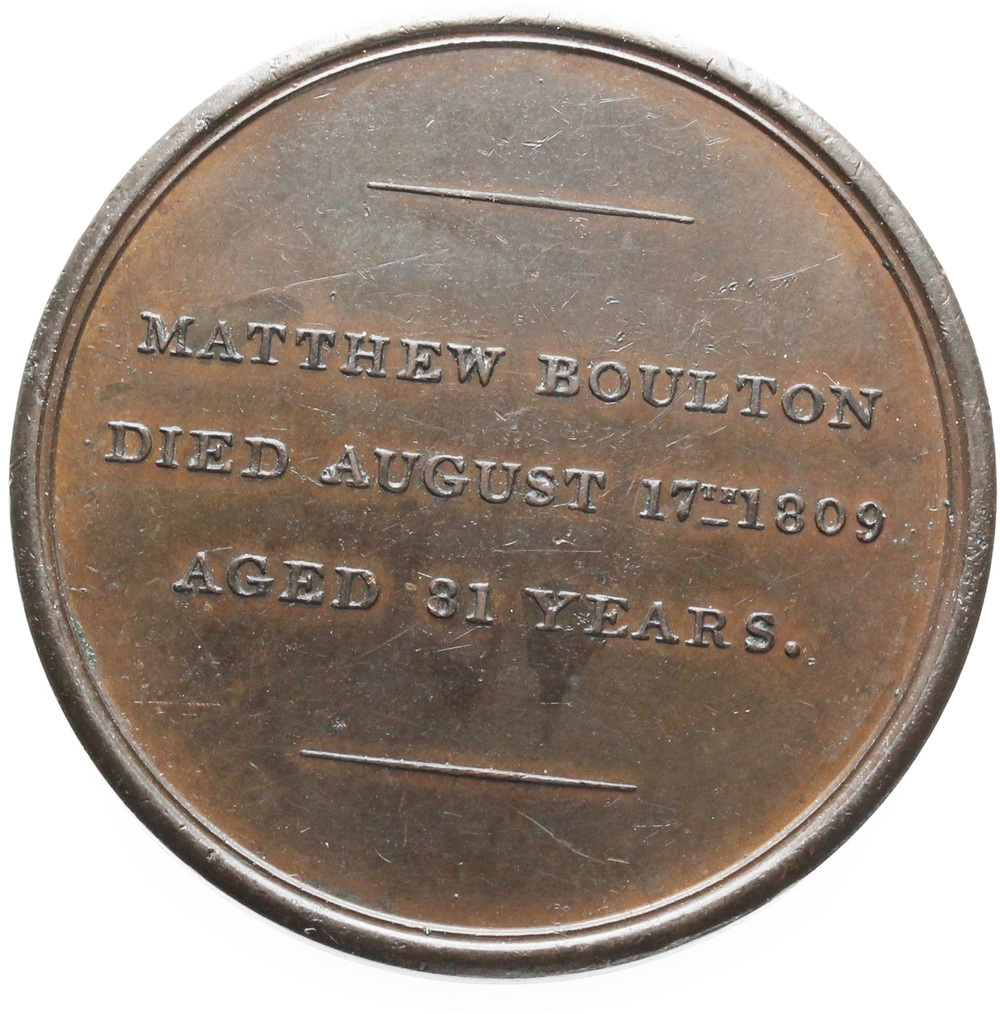 MATTHEW BOULTON
DIED AUGUST 17TH 1809
AGED 81 YEARS.